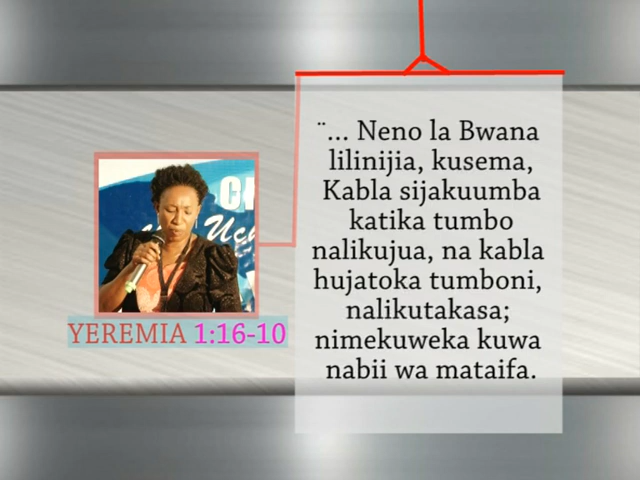 ¨... Neno la Bwana
lilinijia, kusema,
Kabla sijakuumba
katika tumbo
nalikujua, na kabla
hujatoka tumboni,
nalikutakasa;
nimekuweka kuwa
nabii wa mataifa.
YEREMIA 1:16-10